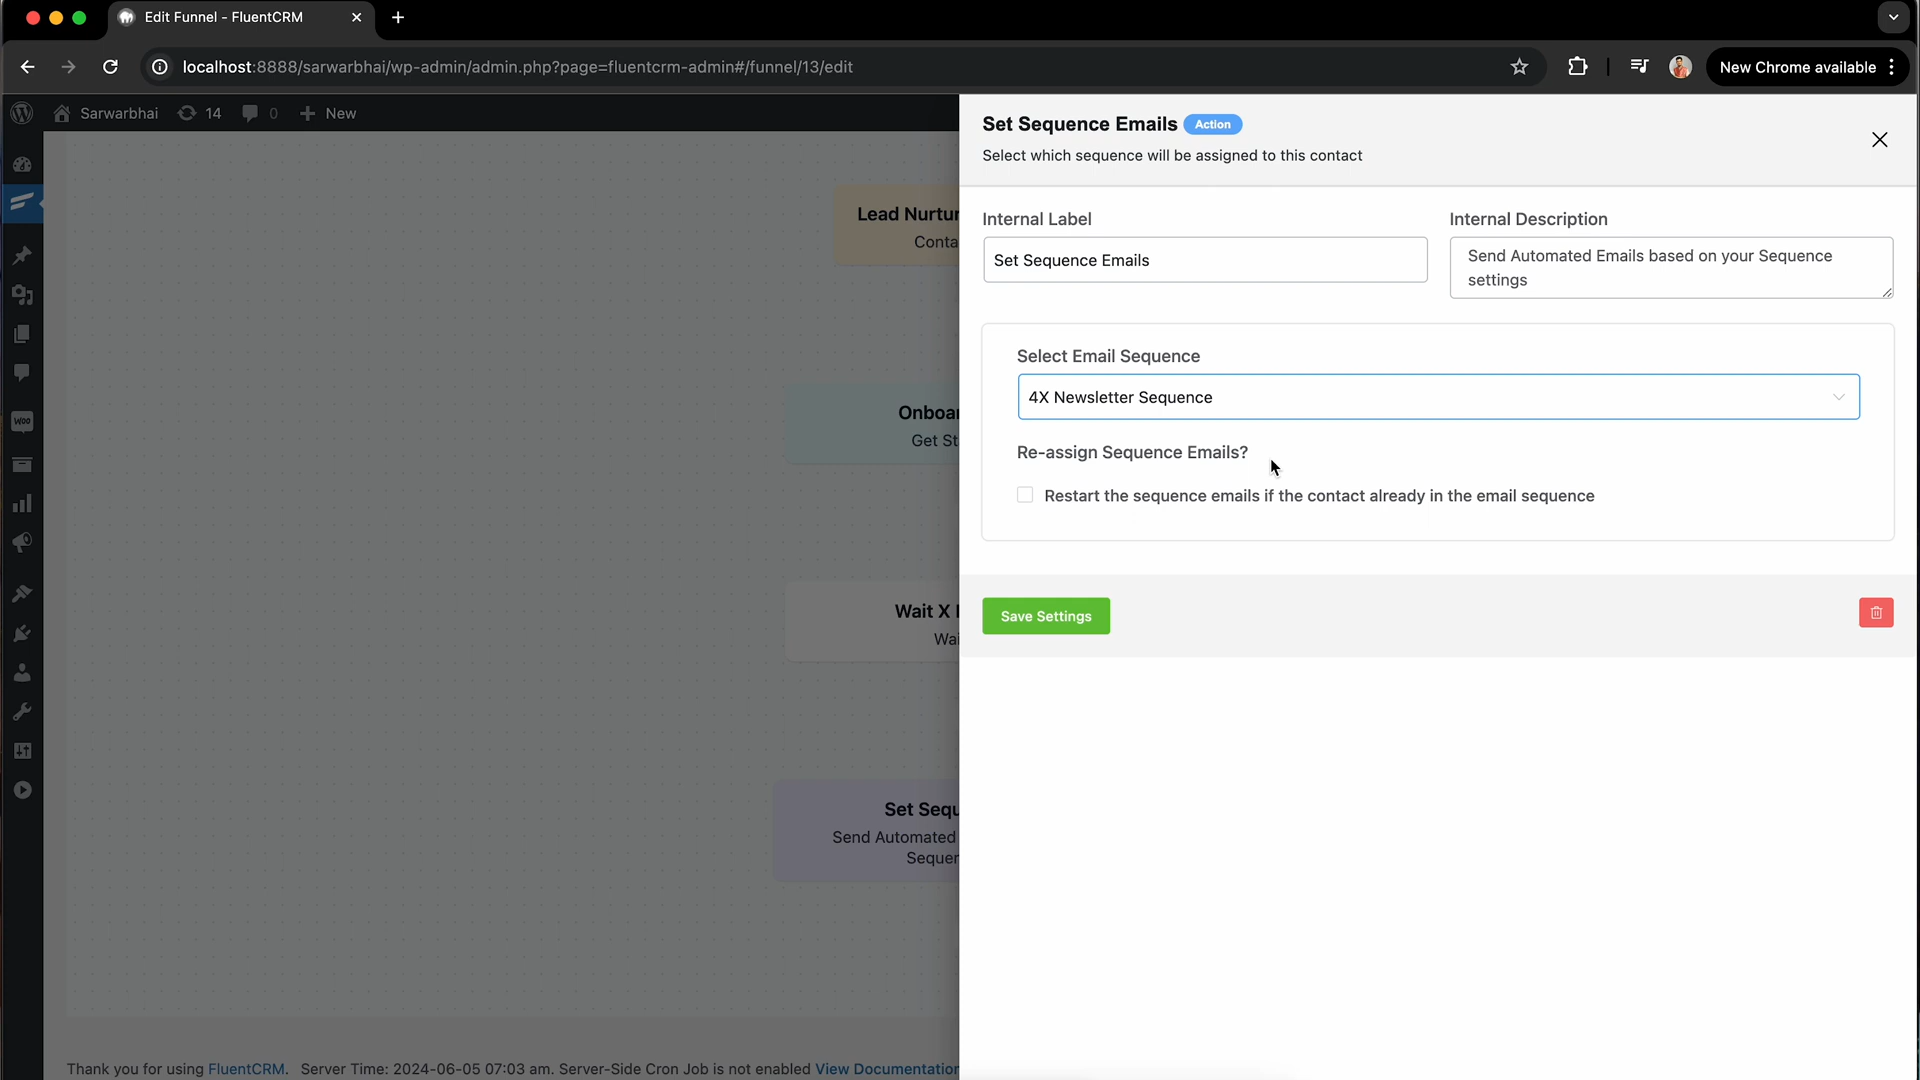 Edit Funnel - FluentCRM
localhost:8888/sarwarbhai/wp-admin/admin.php?page=fluentcrm-admin#/funnel/13/edit
New Chrome available
Sarwarbhai
14
0
New
Set Sequence Emails
Action
Select which sequence will be assigned to this contact
Lead Nurtur
Conta
Internal Label
Internal Description
Set Sequence Emails
Send Automated Emails based on your Sequence
settings
Select Email Sequence
4X Newsletter Sequence
Onboar
Get St
Woo
Re-assign Sequence Emails?
Restart the sequence emails if the contact already in the email sequence
Wait X
Wai
Save Settings
Set Sequ
Send Automated
Sequer
Thank you for using FluentCRM. Server Time: 2024-06-05 07:03 am. Server-Side Cron Job is not enabled View Documentation